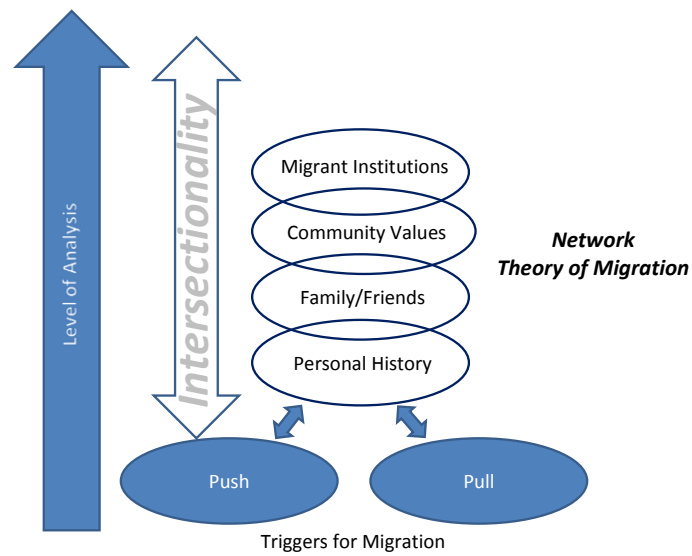 Level of Analysis
Intersectionality
Migrant Institutions
Community Values
Family/Friends
Personal History
Network
Theory of Migration
Push
Pull
Triggers for Migration